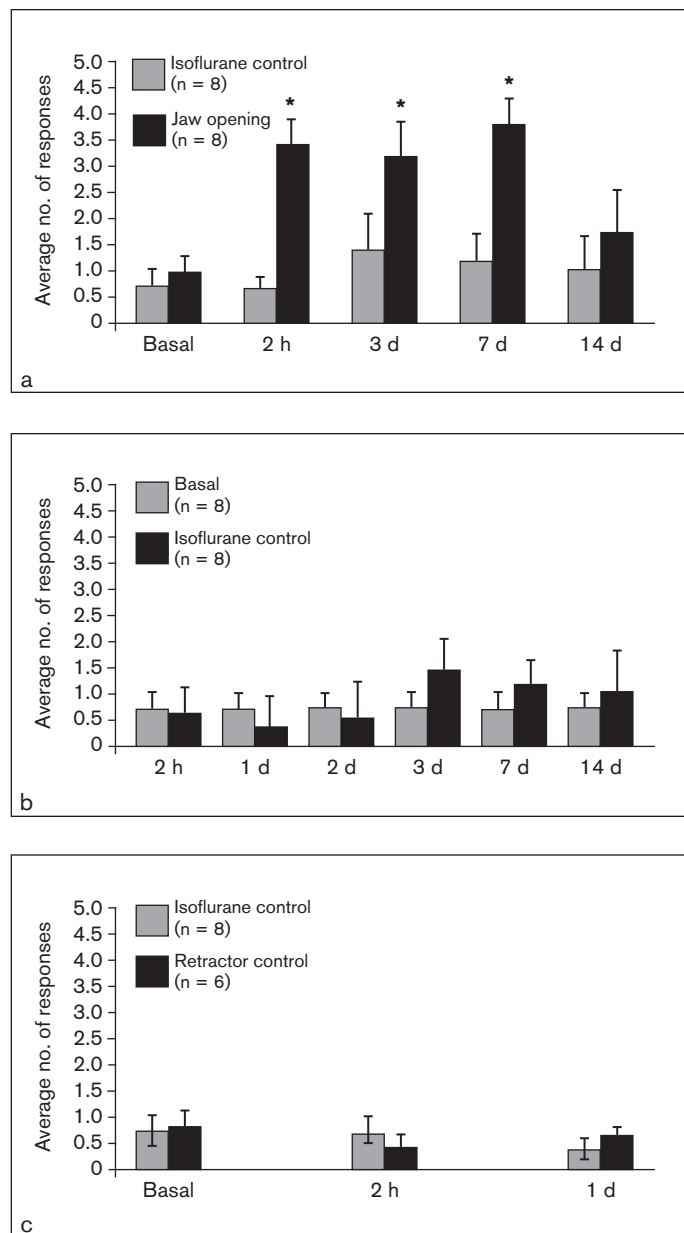 5.0
4.5
4.0
3.5
3.0
2.5
2.0
1.5
1.0
0.5
0
Average no. of responses
Isoflurane control
(n = 8)
Jaw opening
(n = 8)
* * *
Basal 2 h 3 d 7 d 14 d
a
5.0
4.5
4.0
3.5
3.0
2.5
2.0
1.5
1.0
0.5
0
Average no. of responses
Basal
(n = 8)
Isoflurane control
(n = 8)
2 h 1 d 2 d 3 d 7 d 14 d
b
5.0
4.5
4.0
3.5
3.0
2.5
2.0
1.5
1.0
0.5
0
Average no. of responses
Isoflurane control
(n = 8)
Retractor control
(n = 6)
Basal 2 h 1 d
c